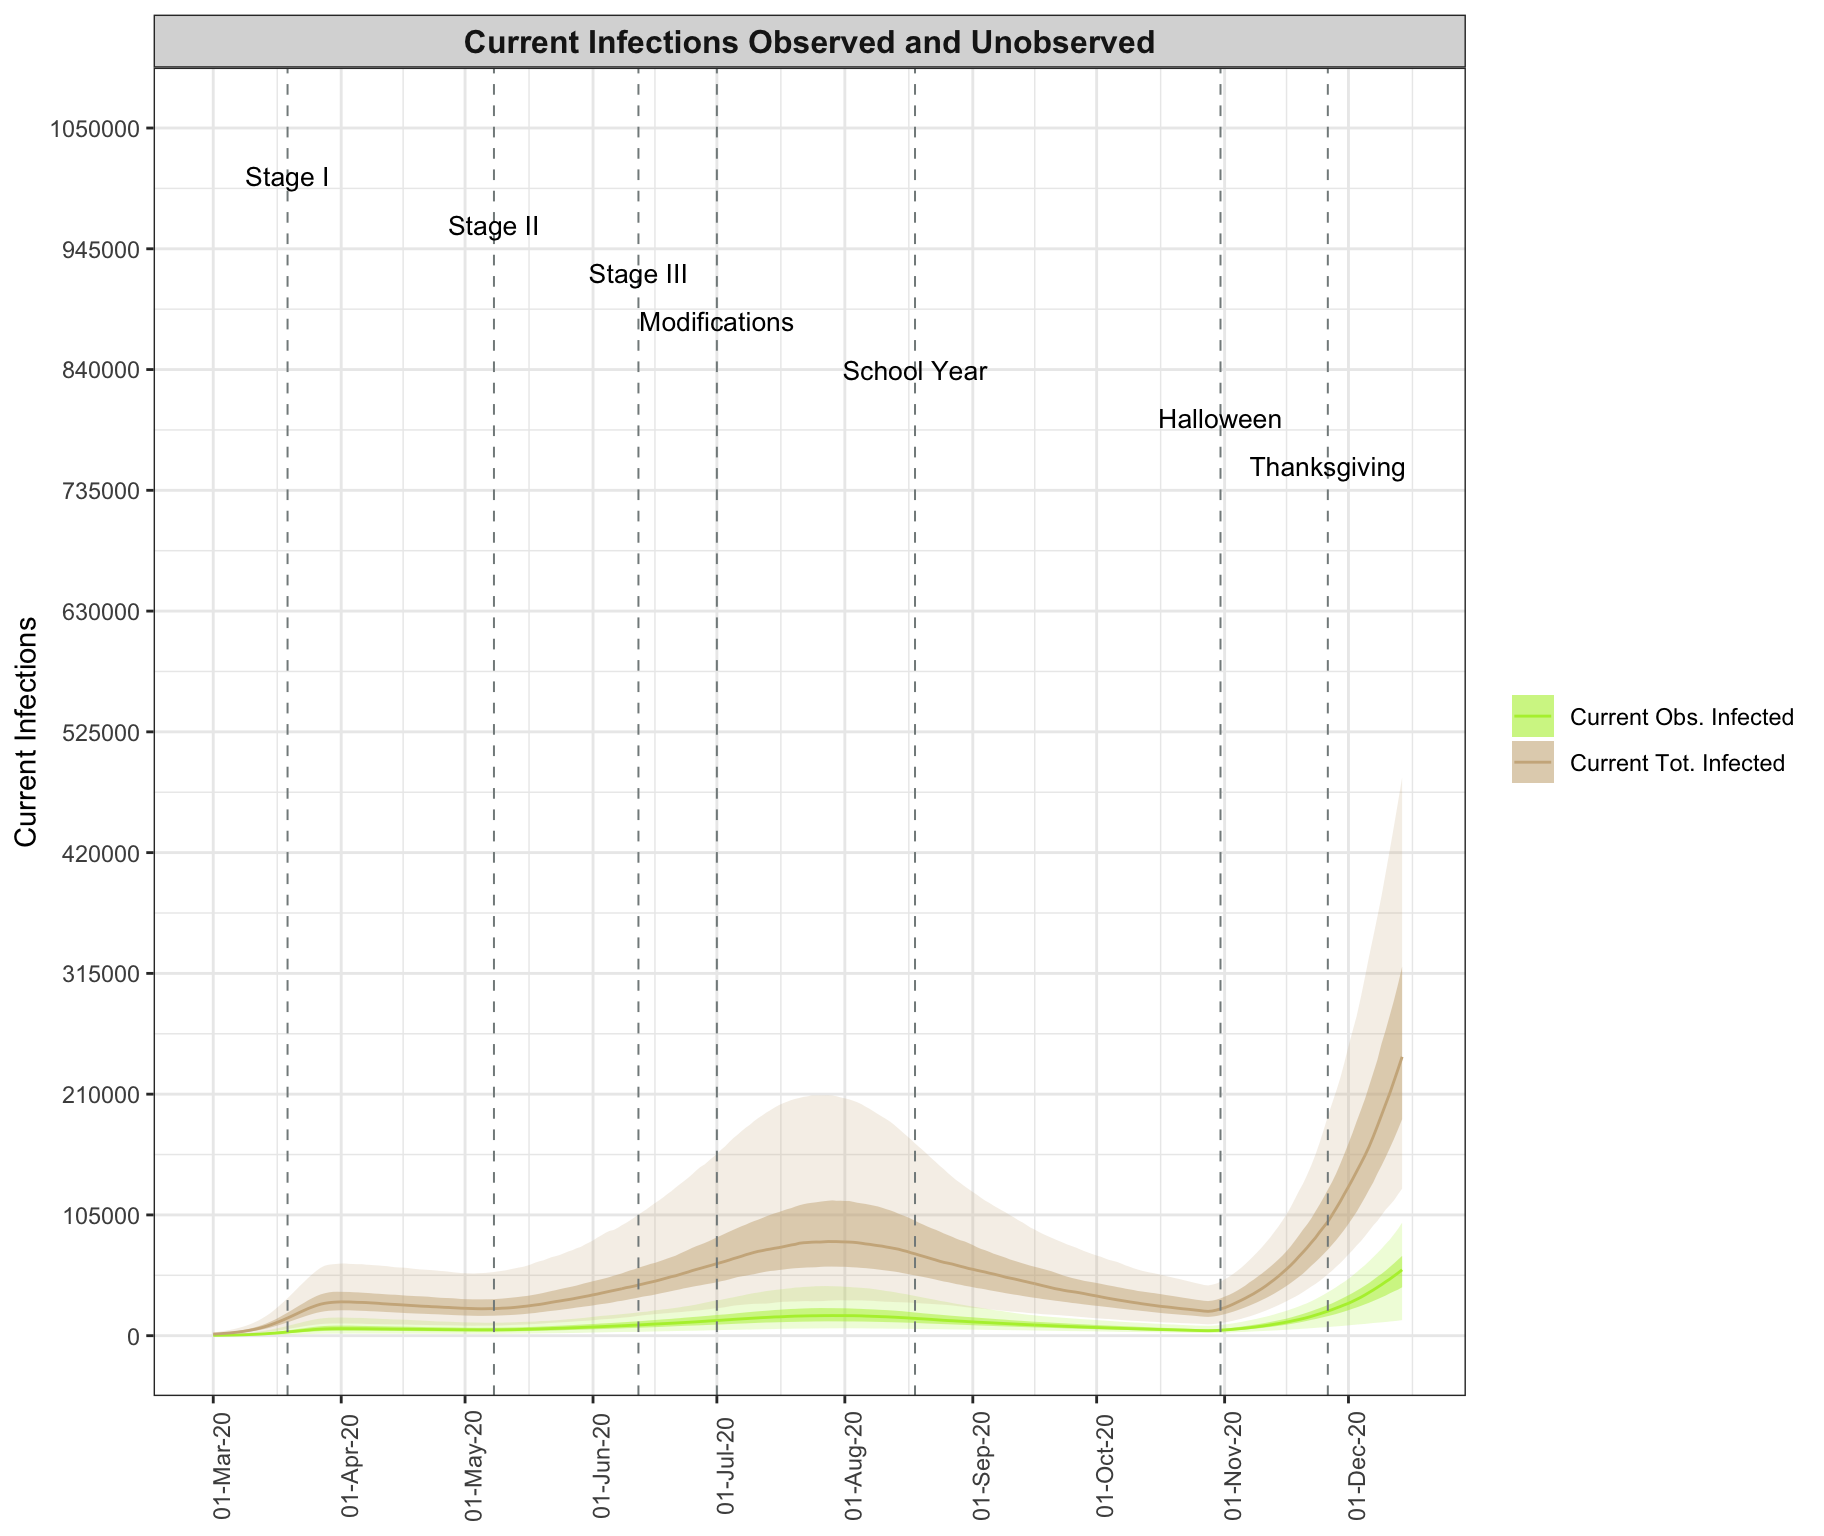 Current Infections Observed and Unobserved
1050000
945000
840000
735000
630000
525000
420000
315000
210000
105000
0
Current Infections
Stage I
Stage II
Stage III
Modifications
School Year
Halloween
Thanksgiving
01-Mar-20
01-Apr-20
01-May-20
01-Jun-20
01-Jul-20
01-Aug-20
01-Sep-20
01-Oct-20
01-Nov-20
01-Dec-20
Current Obs. Infected
Current Tot. Infected